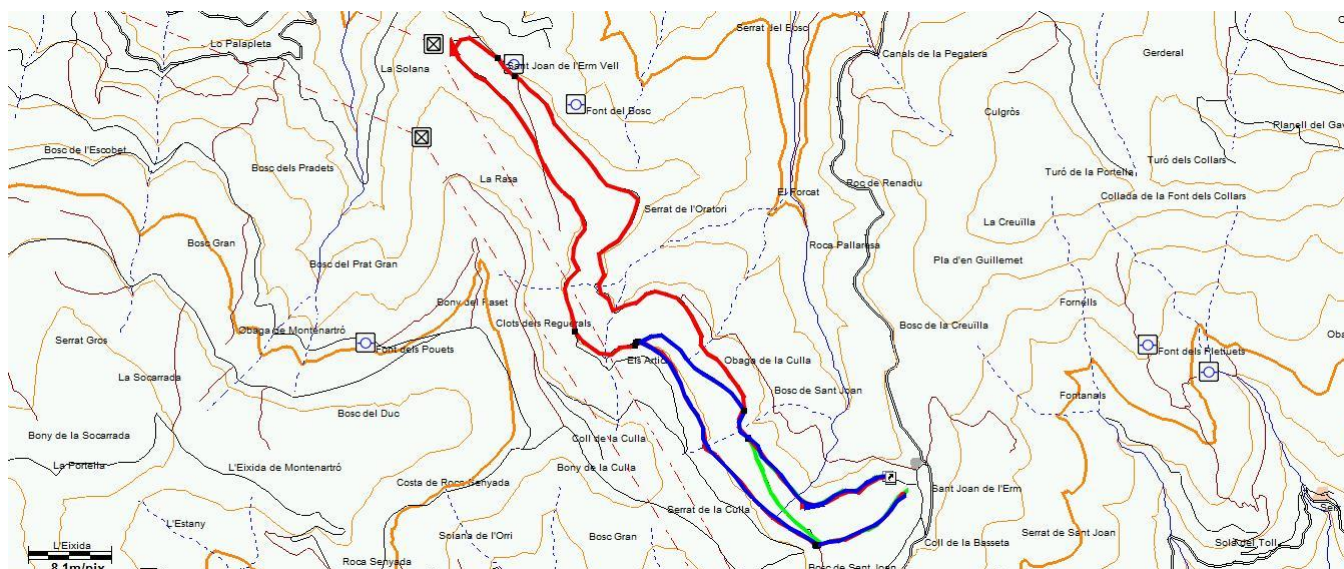 Serrat del Bosc
Lo Palapleta
Canals de la Pegatera
Gerderal
Sant Joan de l'Erm Vell
La Solana
Font del Bosc
Culgròs
Planell del Gav
Bosc de l'Escobet
Bosc dels Pradets
Turó dels Collars
Turó de la Portella
La Rasa
El Forcat
Roc de Renadiu
Collada de la Font dels Collars
Serrat de l'Oratori
La Creuilla
Bosc Gran
Roca Pallaresa
Pla d'en Guillemet
Bosc del Prat Gran
Bony del Paset
Fornells
Clots dels Reguerals
Bosc de la Creuilla
Obaga de Montenartró
Oba
Serrat Gros
Font dels Pouets
Font dels Pletiuets
Els Artics
Obaga de la Culla
La Socarrada
Bosc de Sant Joan
Fontanals
Bosc del Duc
Bony de la Socarrada
Coll de la Culla
La Portella
L'Eixida de Montenartró
Bony de la Culla
Costa de Roca Senyada
Sant Joan de l'Erm
Serrat de la Culla
L'Estany
Solana de l'Orri
Bosc Gran
Serrat de Sant Joan
Coll de la Basseta
Solà del Toll
L'Eixida
Roca Senyada
8.1m/pix
Bosc de Sant Joan